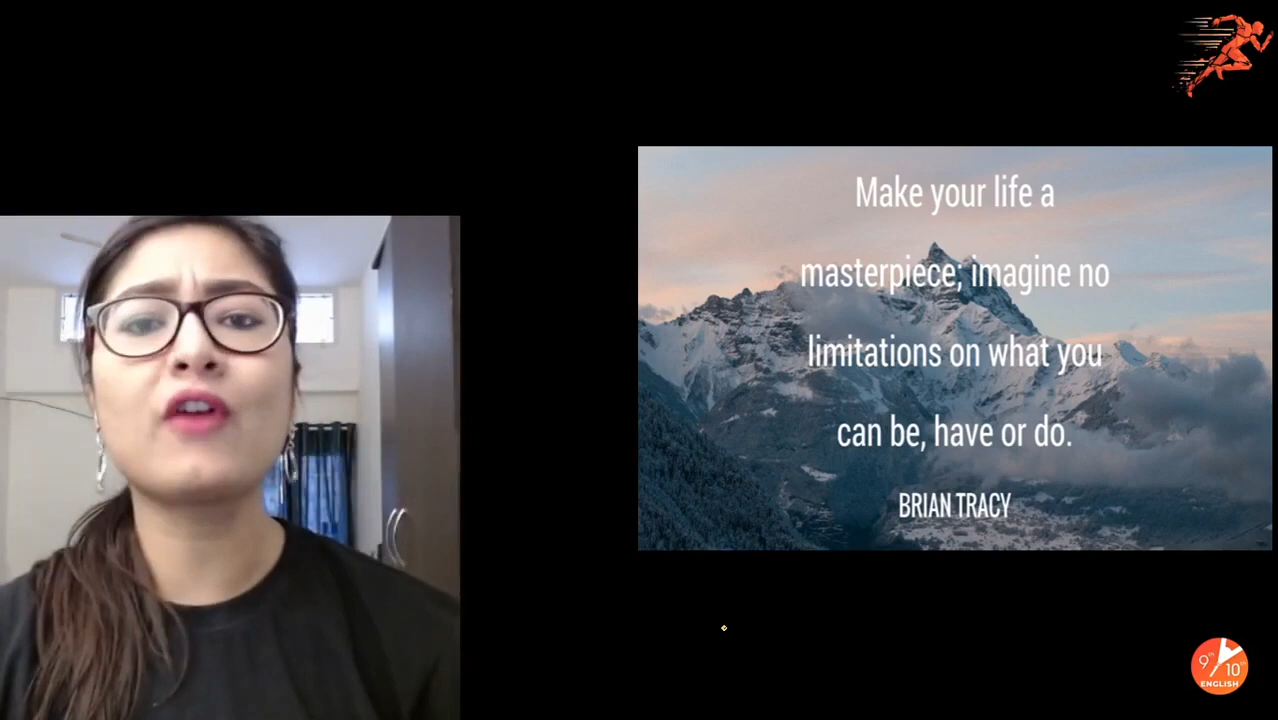 Make your life a
masterpiece; imagine no
limitations on what you
can be, have or do.
BRIAN TRACY
9th 10th
ENGLISH